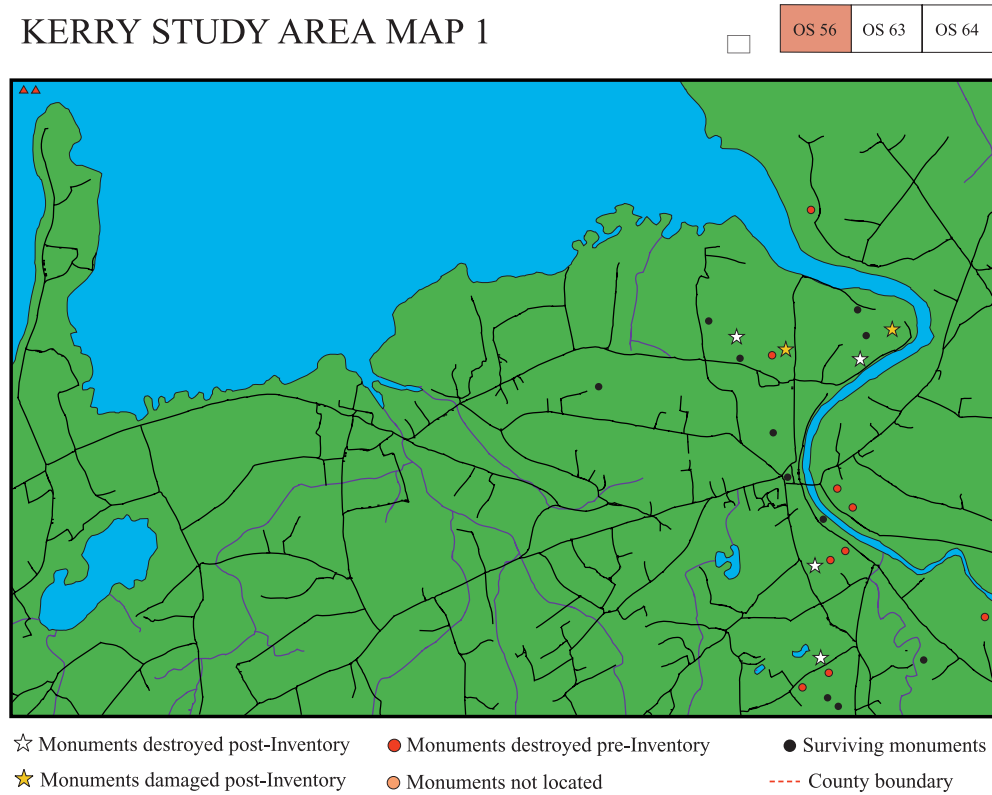 KERRY STUDY AREA MAP 1
OS 56 OS 63 OS 64
Monuments destroyed post-Inventory Monuments destroyed pre-Inventory Surviving monuments
Monuments damaged post-Inventory Monuments not located County boundary